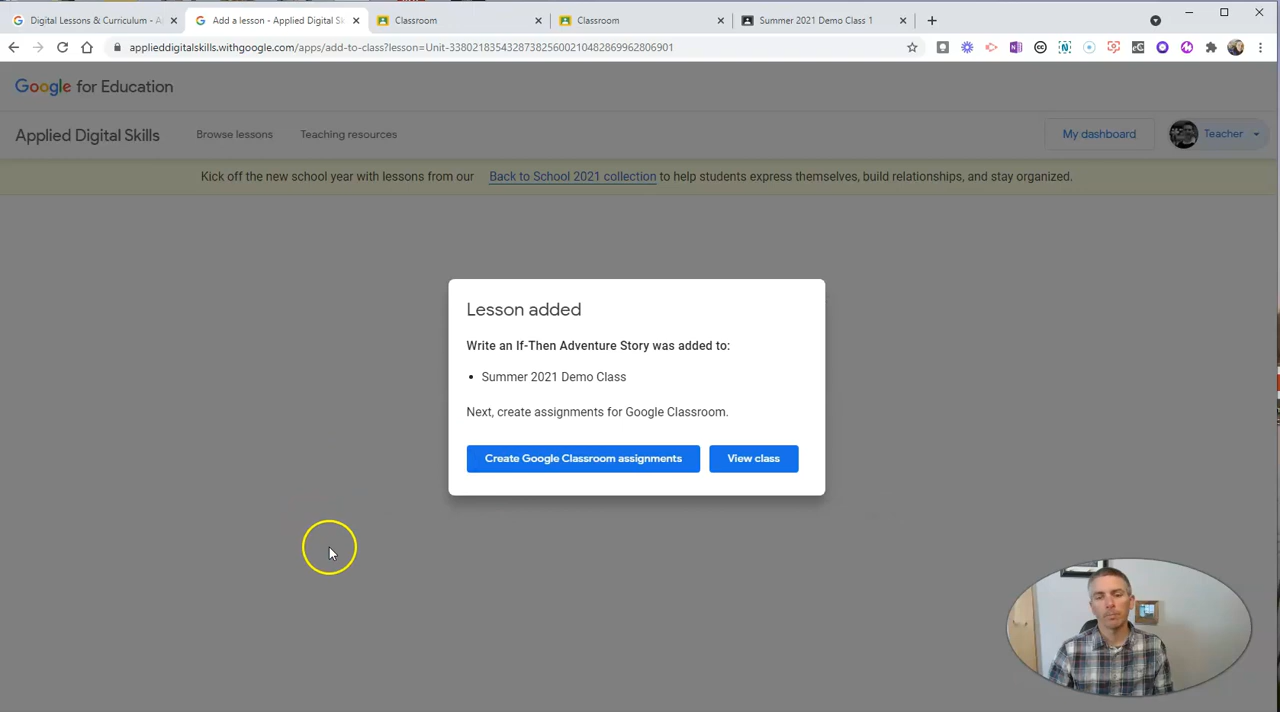 Digital Lessons & Curriculum - A
Add a lesson - Applied Digital Sk
Classroom
Classroom
Summer 2021 Demo Class 1
applieddigitalskills.withgoogle.com/apps/add-to-class?lesson=Unit-33802183543287382560021048286996280690​1
Google for Education
Applied Digital Skills
Browse lessons
Teaching resources
My dashboard
Teacher
Kick off the new school year with lessons from our Back to School 2021 collection to help students express themselves, build relationships, and stay organized.
Lesson added
Write an If-Then Adventure Story was added to:
• Summer 2021 Demo Class
Next, create assignments for Google Classroom.
Create Google Classroom assignments
View class